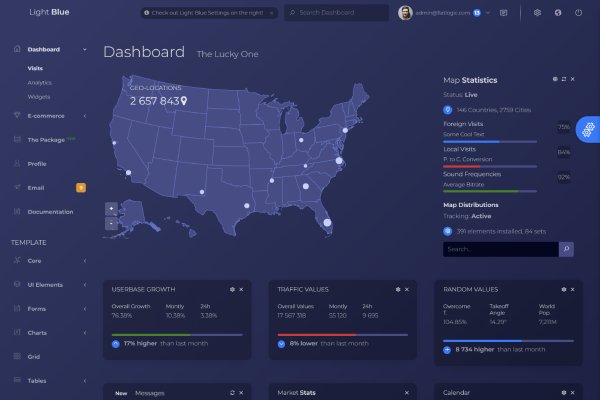 Light Blue
Check out Light Blue Settings on the right!
Search Dashboard
admin@flatlogic.com
13
Dashboard
Visits
Analytics
Widgets
E-commerce
The Package
Profile
Email
9
Documentation
TEMPLATE
Core
UI Elements
Forms
Charts
Grid
Tables
Dashboard The Lucky One
GEO-LOCATIONS
2 657 843
+
-
Map Statistics
Status: Live
146 Countries, 2759 Cities
Foreign Visits
Some Cool Text
75%
Local Visits
P. to C. Conversion
84%
Sound Frequencies
Average Bitrate
92%
Map Distributions
Tracking: Active
391 elements installed, 84 sets
Search...
USERBASE GROWTH
Overall Growth Montly 24h
76.38% 10.38% 3.38%
17% higher than last month
TRAFFIC VALUES
Overall Values Montly 24h
17 567 318 55 120 9 695
8% lower than last month
RANDOM VALUES
Overcome T. Takeoff Angle World Pop
104.85% 14.29° 7,211M
8 734 higher than last month
New Messages
Market Stats
Calendar